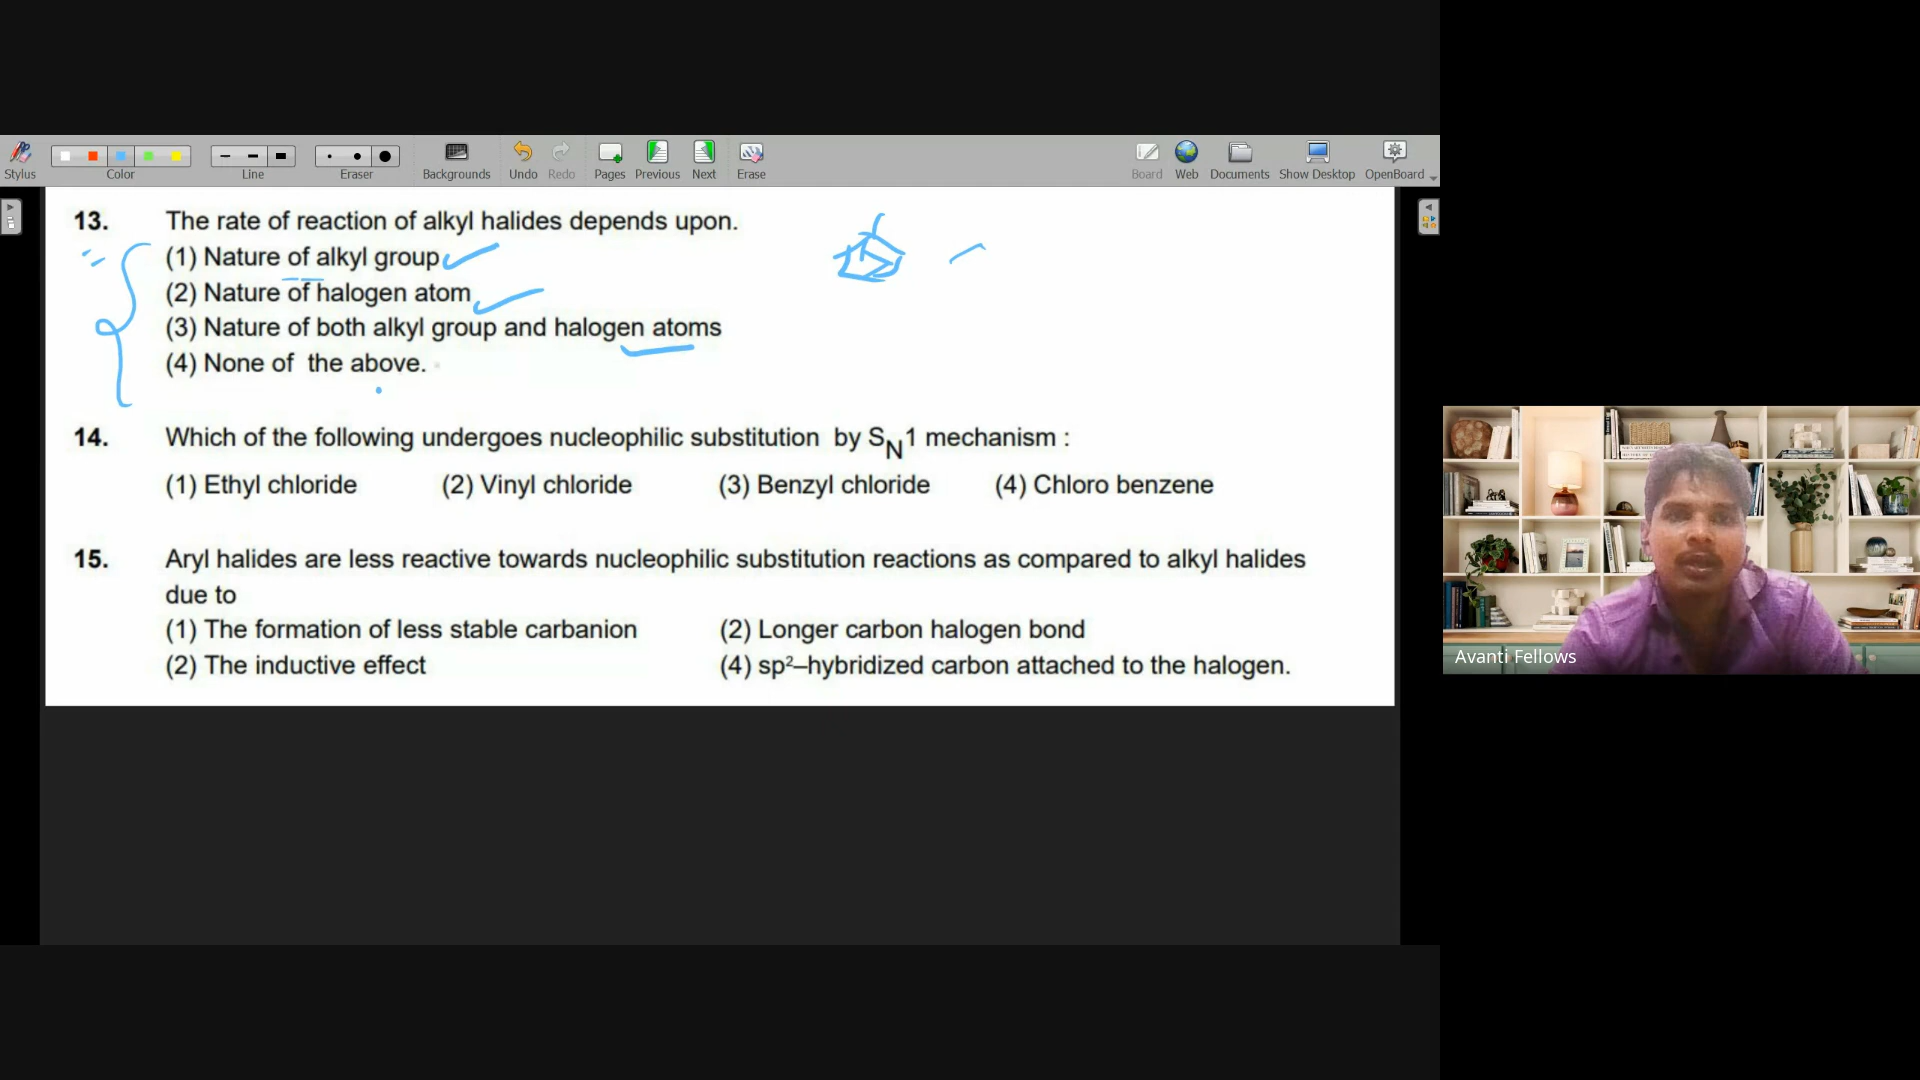 Stylus Color Line Eraser Backgrounds Undo Redo Pages Previous Next Erase Board Web Documents Show Desktop OpenBoard
13. The rate of reaction of alkyl halides depends upon.
(1) Nature of alkyl group
(2) Nature of halogen atom
(3) Nature of both alkyl group and halogen atoms
(4) None of the above.
14. Which of the following undergoes nucleophilic substitution by SN1 mechanism :
(1) Ethyl chloride (2) Vinyl chloride (3) Benzyl chloride (4) Chloro benzene
15. Aryl halides are less reactive towards nucleophilic substitution reactions as compared to alkyl halides
due to
(1) The formation of less stable carbanion (2) Longer carbon halogen bond
(2) The inductive effect (4) sp²–hybridized carbon attached to the halogen.
Avanti Fellows